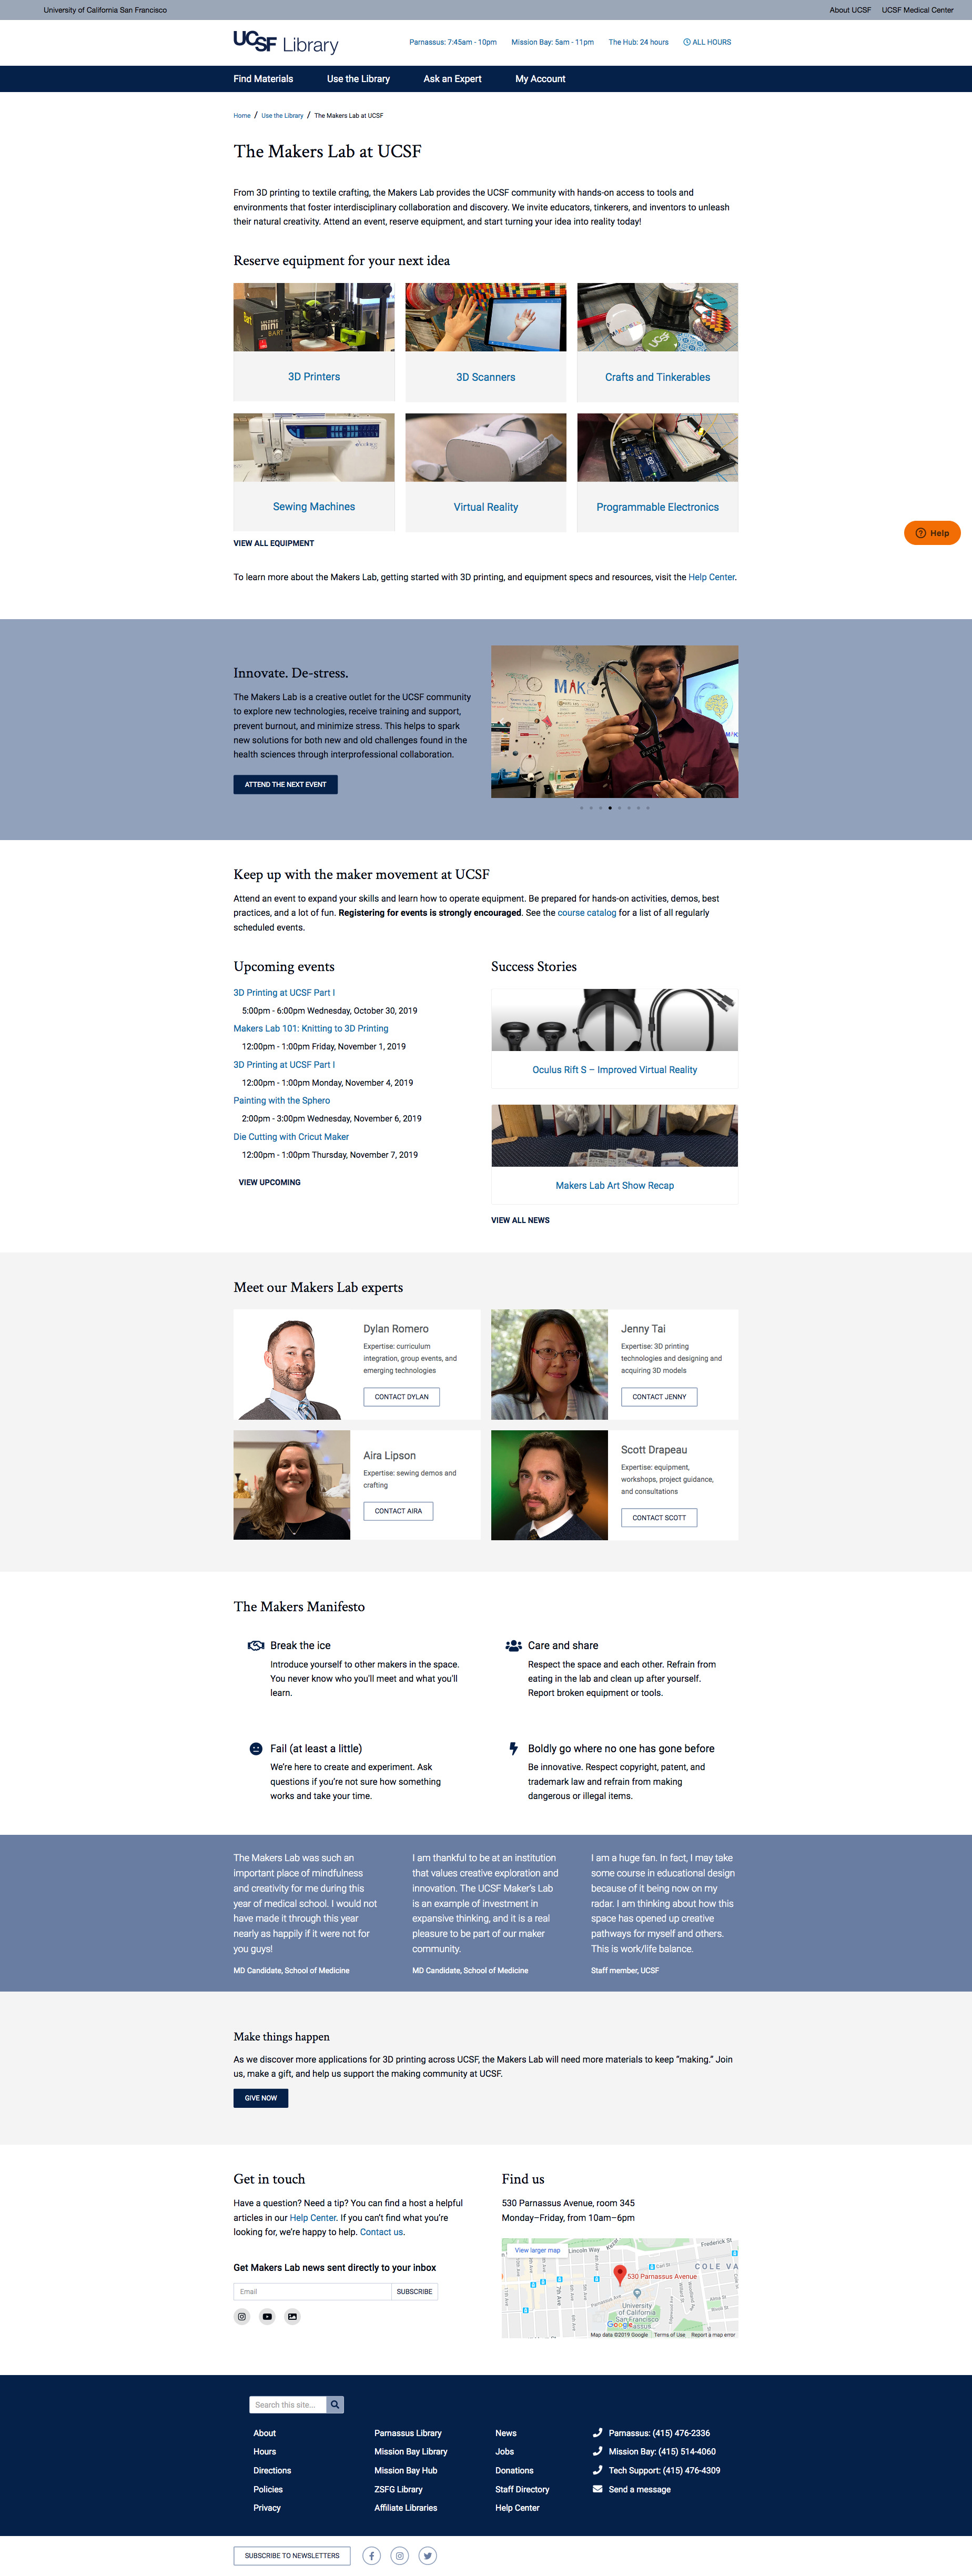 University of California San Francisco
About UCSF UCSF Medical Center
UCSF Library
Parnassus: 7:45am - 10pm Mission Bay: 5am - 11pm The Hub: 24 hours ALL HOURS
Find Materials Use the Library Ask an Expert My Account
Home / Use the Library / The Makers Lab at UCSF
The Makers Lab at UCSF
From 3D printing to textile crafting, the Makers Lab provides the UCSF community with hands-on access to tools and
environments that foster interdisciplinary collaboration and discovery. We invite educators, tinkerers, and inventors to unleash
their natural creativity. Attend an event, reserve equipment, and start turning your idea into reality today!
Reserve equipment for your next idea
MINI
BART
UCSF
3D Printers
3D Scanners
Crafts and Tinkerables
Sewing Machines
Virtual Reality
Programmable Electronics
VIEW ALL EQUIPMENT
Help
To learn more about the Makers Lab, getting started with 3D printing, and equipment specs and resources, visit the Help Center.
Innovate. De-stress.
The Makers Lab is a creative outlet for the UCSF community
to explore new technologies, receive training and support,
prevent burnout, and minimize stress. This helps to spark
new solutions for both new and old challenges found in the
health sciences through interprofessional collaboration.
ATTEND THE NEXT EVENT
MAK
Keep up with the maker movement at UCSF
Attend an event to expand your skills and learn how to operate equipment. Be prepared for hands-on activities, demos, best
practices, and a lot of fun. Registering for events is strongly encouraged. See the course catalog for a list of all regularly
scheduled events.
Upcoming events
3D Printing at UCSF Part I
5:00pm - 6:00pm Wednesday, October 30, 2019
Makers Lab 101: Knitting to 3D Printing
12:00pm - 1:00pm Friday, November 1, 2019
3D Printing at UCSF Part I
12:00pm - 1:00pm Monday, November 4, 2019
Painting with the Sphero
2:00pm - 3:00pm Wednesday, November 6, 2019
Die Cutting with Cricut Maker
12:00pm - 1:00pm Thursday, November 7, 2019
VIEW UPCOMING
Success Stories
Oculus Rift S – Improved Virtual Reality
Makers Lab Art Show Recap
VIEW ALL NEWS
Meet our Makers Lab experts
Dylan Romero
Expertise: curriculum
integration, group events, and
emerging technologies
CONTACT DYLAN
Jenny Tai
Expertise: 3D printing
technologies and designing and
acquiring 3D models
CONTACT JENNY
Aira Lipson
Expertise: sewing demos and
crafting
CONTACT AIRA
Scott Drapeau
Expertise: equipment,
workshops, project guidance,
and consultations
CONTACT SCOTT
The Makers Manifesto
Break the ice
Introduce yourself to other makers in the space.
You never know who you'll meet and what you'll
learn.
Care and share
Respect the space and each other. Refrain from
eating in the lab and clean up after yourself.
Report broken equipment or tools.
Fail (at least a little)
We're here to create and experiment. Ask
questions if you're not sure how something
works and take your time.
Boldly go where no one has gone before
Be innovative. Respect copyright, patent, and
trademark law and refrain from making
dangerous or illegal items.
The Makers Lab was such an
important place of mindfulness
and creativity for me during this
year of medical school. I would not
have made it through this year
nearly as happily if it were not for
you guys!
MD Candidate, School of Medicine
I am thankful to be at an institution
that values creative exploration and
innovation. The UCSF Maker's Lab
is an example of investment in
expansive thinking, and it is a real
pleasure to be part of our maker
community.
MD Candidate, School of Medicine
I am a huge fan. In fact, I may take
some course in educational design
because of it being now on my
radar. I am thinking about how this
space has opened up creative
pathways for myself and others.
This is work/life balance.
Staff member, UCSF
Make things happen
As we discover more applications for 3D printing across UCSF, the Makers Lab will need more materials to keep "making." Join
us, make a gift, and help us support the making community at UCSF.
GIVE NOW
Get in touch
Have a question? Need a tip? You can find a host a helpful
articles in our Help Center. If you can't find what you're
looking for, we're happy to help. Contact us.
Get Makers Lab news sent directly to your inbox
Email SUBSCRIBE
Find us
530 Parnassus Avenue, room 345
Monday–Friday, from 10am–6pm
View larger map
Lincoln Way
Frederick St
Carl St
COLE VA
530 Parnassus Avenue
7th Ave
University
of California
San Francisco
Google
Map data ©2019 Google Terms of Use Report a map error
Search this site...
About
Hours
Directions
Policies
Privacy
Parnassus Library
Mission Bay Library
Mission Bay Hub
ZSFG Library
Affiliate Libraries
News
Jobs
Donations
Staff Directory
Help Center
Parnassus: (415) 476-2336
Mission Bay: (415) 514-4060
Tech Support: (415) 476-4309
Send a message
SUBSCRIBE TO NEWSLETTERS